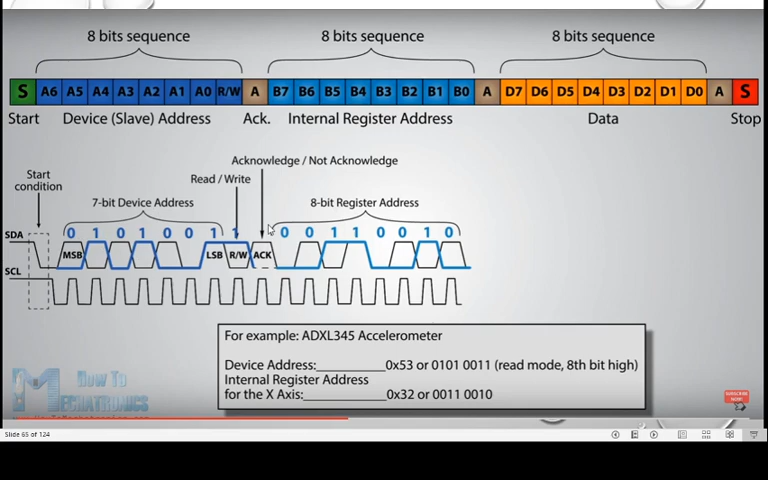 8 bits sequence 8 bits sequence 8 bits sequence
S A6 A5 A4 A3 A2 A1 A0 R/W A B7 B6 B5 B4 B3 B2 B1 B0 A D7 D6 D5 D4 D3 D2 D1 D0 A S
Start Device (Slave) Address Ack. Internal Register Address Data Stop
Acknowledge / Not Acknowledge
Start
condition
Read / Write
7-bit Device Address 8-bit Register Address
0 1 0 1 0 0 1 1 0 0 1 1 0 0 1 0
SDA
MSB LSB R/W ACK
SCL
For example: ADXL345 Accelerometer
Device Address:________0x53 or 0101 0011 (read mode, 8th bit high)
Internal Register Address
for the X Axis:__________0x32 or 0011 0010
How To
Mechatronics
SUBSCRIBE
NOW!
Slide 65 of 124